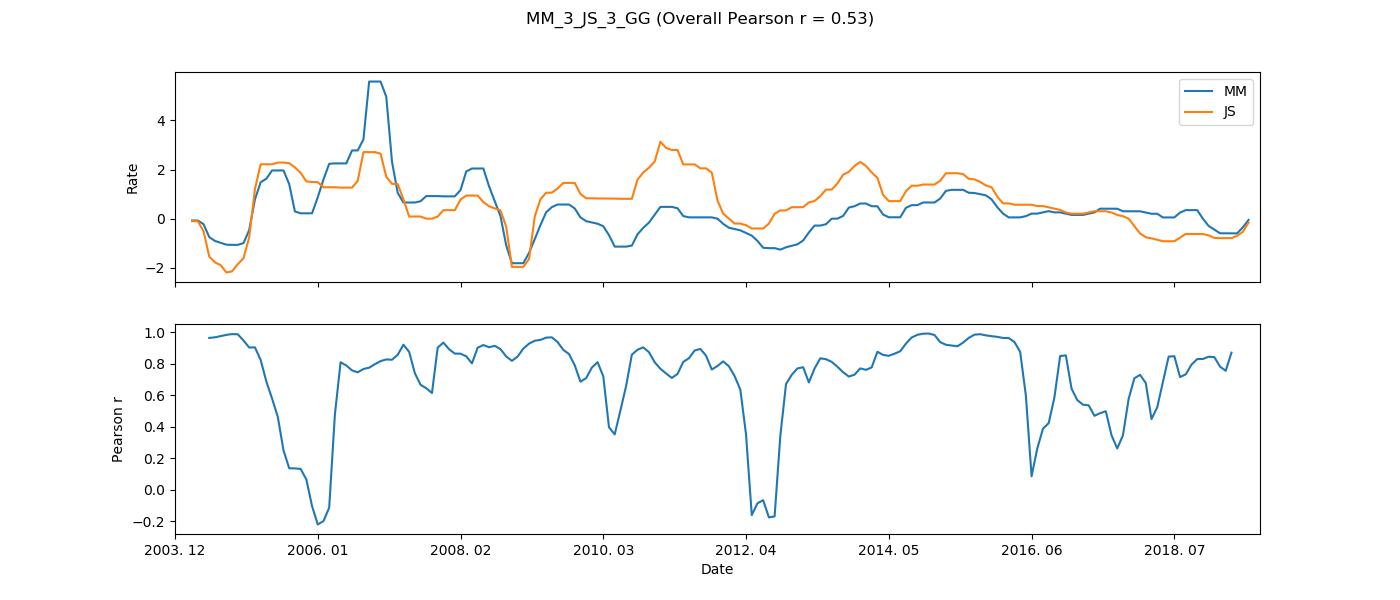 MM_3_JS_3_GG (Overall Pearson r = 0.53)
MM
JS
Rate
4
2
0
−2
Pearson r
1.0
0.8
0.6
0.4
0.2
0.0
−0.2
2003. 12 2006. 01 2008. 02 2010. 03 2012. 04 2014. 05 2016. 06 2018. 07
Date